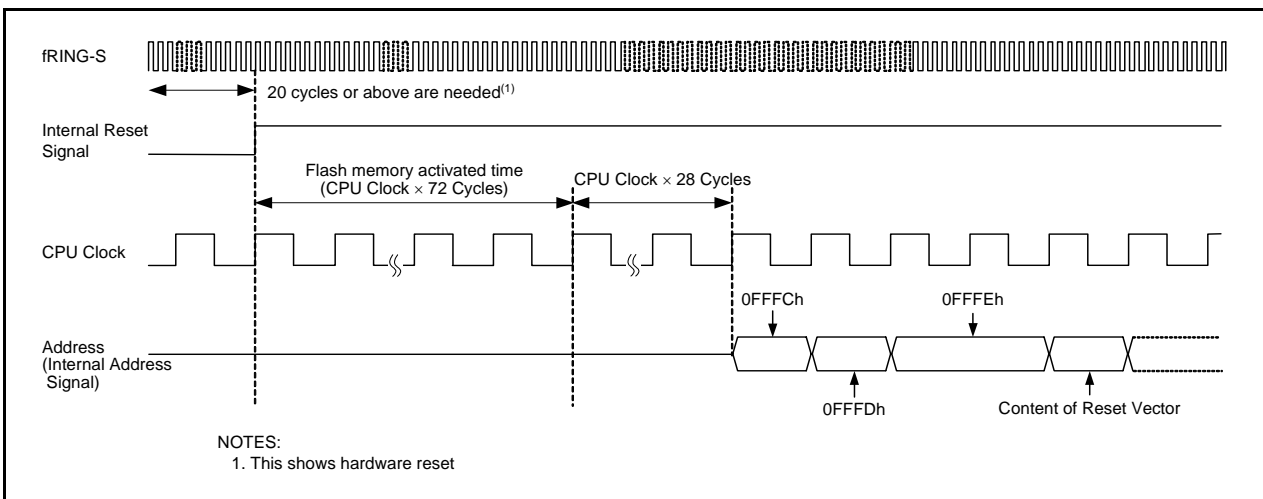 fRING-S
20 cycles or above are needed(1)
Internal Reset
Signal
Flash memory activated time
(CPU Clock × 72 Cycles)
CPU Clock × 28 Cycles
CPU Clock
0FFFCh
0FFFEh
Address
(Internal Address
Signal)
0FFFDh
Content of Reset Vector
NOTES:
1. This shows hardware reset